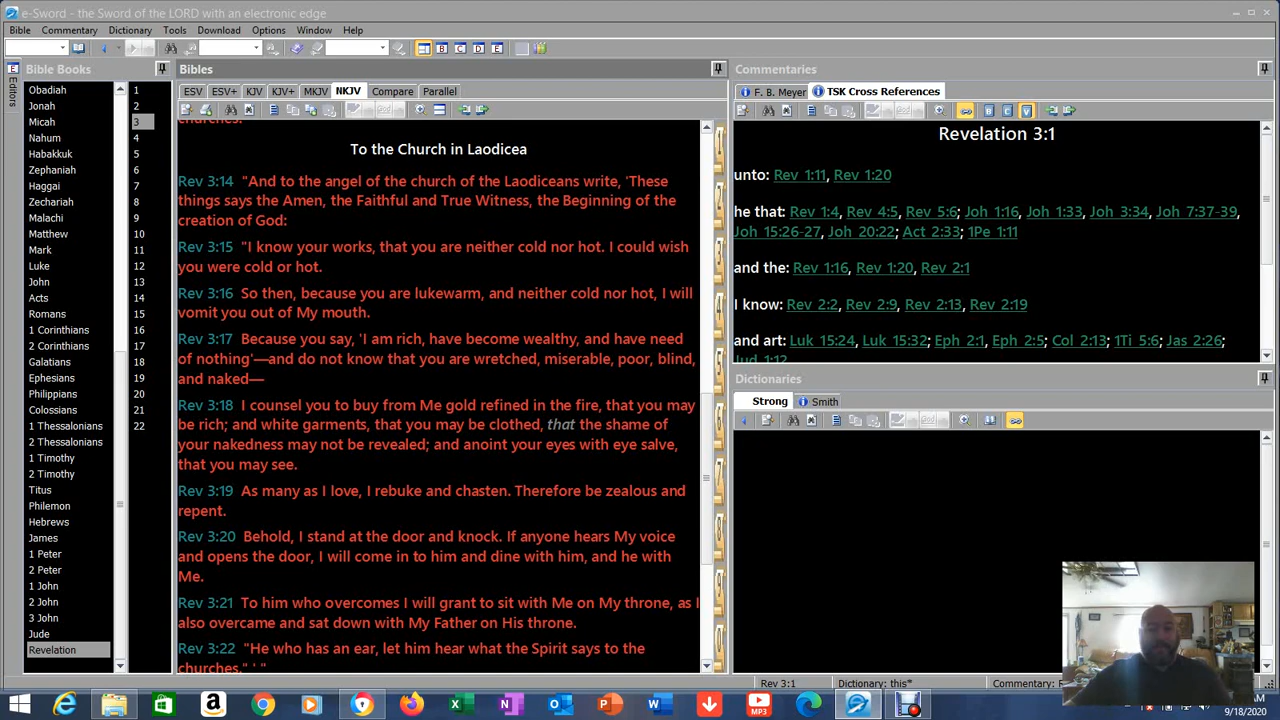 e-Sword - the Sword of the LORD with an electronic edge
Bible Commentary Dictionary Tools Download Options Window Help
B C D E
Editors
Bible Books
Obadiah
Jonah
Micah
Nahum
Habakkuk
Zephaniah
Haggai
Zechariah
Malachi
Matthew
Mark
Luke
John
Acts
Romans
1 Corinthians
2 Corinthians
Galatians
Ephesians
Philippians
Colossians
1 Thessalonians
2 Thessalonians
1 Timothy
2 Timothy
Titus
Philemon
Hebrews
James
1 Peter
2 Peter
1 John
2 John
3 John
Jude
Revelation
1
2
3
4
5
6
7
8
9
10
11
12
13
14
15
16
17
18
19
20
21
22
Bibles
ESV ESV+ KJV KJV+ MKJV NKJV Compare Parallel
God
churches.
To the Church in Laodicea
Rev 3:14 "And to the angel of the church of the Laodiceans write, 'These
things says the Amen, the Faithful and True Witness, the Beginning of the
creation of God:
Rev 3:15 "I know your works, that you are neither cold nor hot. I could wish
you were cold or hot.
Rev 3:16 So then, because you are lukewarm, and neither cold nor hot, I will
vomit you out of My mouth.
Rev 3:17 Because you say, 'I am rich, have become wealthy, and have need
of nothing'—and do not know that you are wretched, miserable, poor, blind,
and naked—
Rev 3:18 I counsel you to buy from Me gold refined in the fire, that you may
be rich; and white garments, that you may be clothed, that the shame of
your nakedness may not be revealed; and anoint your eyes with eye salve,
that you may see.
Rev 3:19 As many as I love, I rebuke and chasten. Therefore be zealous and
repent.
Rev 3:20 Behold, I stand at the door and knock. If anyone hears My voice
and opens the door, I will come in to him and dine with him, and he with
Me.
Rev 3:21 To him who overcomes I will grant to sit with Me on My throne, as I
also overcame and sat down with My Father on His throne.
Rev 3:22 "He who has an ear, let him hear what the Spirit says to the
churches." ' "
1
2
3
4
5
6
7
8
9
Commentaries
F. B. Meyer TSK Cross References
God B C V
Revelation 3:1
unto: Rev 1:11, Rev 1:20
he that: Rev 1:4, Rev 4:5, Rev 5:6; Joh 1:16, Joh 1:33, Joh 3:34, Joh 7:37-39,
Joh 15:26-27, Joh 20:22; Act 2:33; 1Pe 1:11
and the: Rev 1:16, Rev 1:20, Rev 2:1
I know: Rev 2:2, Rev 2:9, Rev 2:13, Rev 2:19
and art: Luk 15:24, Luk 15:32; Eph 2:1, Eph 2:5; Col 2:13; 1Ti 5:6; Jas 2:26;
Jud 1:12
Dictionaries
Strong Smith
God
Rev 3:1 Dictionary: this* Commentary:
MP3
9/18/2020